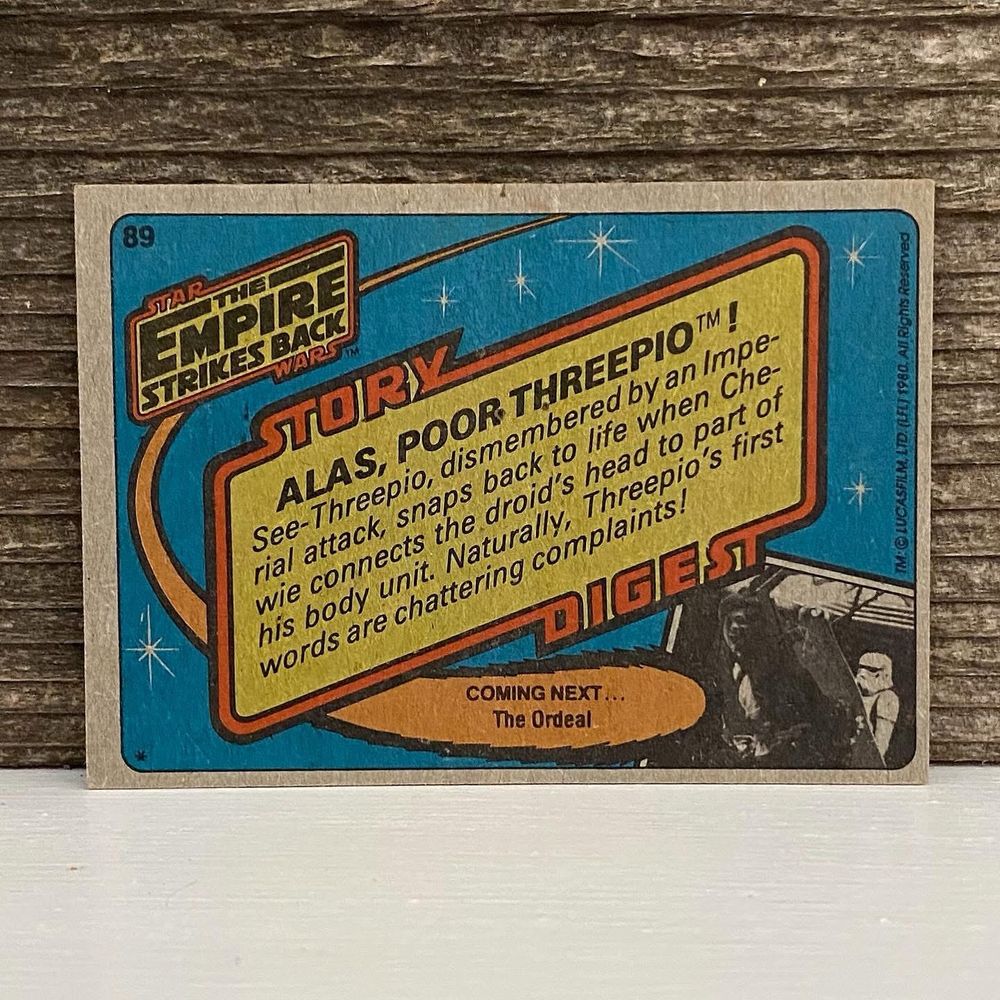 89
STAR
THE
EMPIRE
STRIKES BACK
WARS™
STORY
ALAS, POOR THREEPIO™!
See-Threepio, dismembered by an Impe-
rial attack, snaps back to life when Che-
wie connects the droid's head to part of
his body unit. Naturally, Threepio's first
words are chattering complaints!
DIGEST
COMING NEXT...
The Ordeal
*
TM: © LUCASFILM, LTD. (LFL) 1980. All Rights Reserved